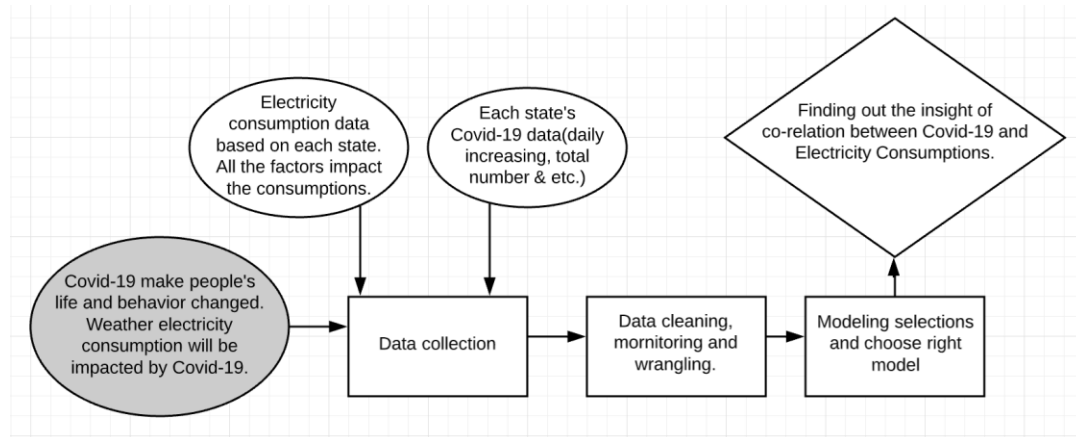 Electricity
consumption data
based on each state.
All the factors impact
the consumptions.
Each state's
Covid-19 data(daily
increasing, total
number & etc.)
Finding out the insight of
co-relation between Covid-19 and
Electricity Consumptions.
Covid-19 make people's
life and behavior changed.
Weather electricity
consumption will be
impacted by Covid-19.
Data collection
Data cleaning,
mornitoring and
wrangling.
Modeling selections
and choose right
model